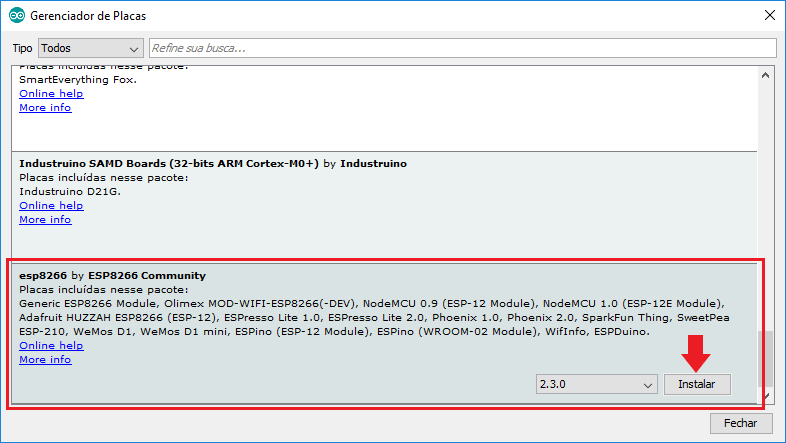 Gerenciador de Placas
Tipo Todos Refine sua busca...
Placas incluídas nesse pacote:
SmartEverything Fox.
Online help
More info
Industruino SAMD Boards (32-bits ARM Cortex-M0+) by Industruino
Placas incluídas nesse pacote:
Industruino D21G.
Online help
More info
esp8266 by ESP8266 Community
Placas incluídas nesse pacote:
Generic ESP8266 Module, Olimex MOD-WIFI-ESP8266(-DEV), NodeMCU 0.9 (ESP-12 Module), NodeMCU 1.0 (ESP-12E Module),
Adafruit HUZZAH ESP8266 (ESP-12), ESPresso Lite 1.0, ESPresso Lite 2.0, Phoenix 1.0, Phoenix 2.0, SparkFun Thing, SweetPea
ESP-210, WeMos D1, WeMos D1 mini, ESPino (ESP-12 Module), ESPino (WROOM-02 Module), WifInfo, ESPDuino.
Online help
More info
2.3.0 Instalar
Fechar